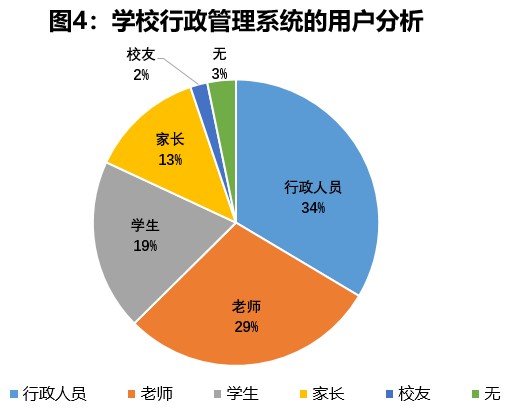 图4：学校行政管理系统的用户分析
校友
2%
无
3%
家长
13%
行政人员
34%
学生
19%
老师
29%
行政人员 老师 学生 家长 校友 无